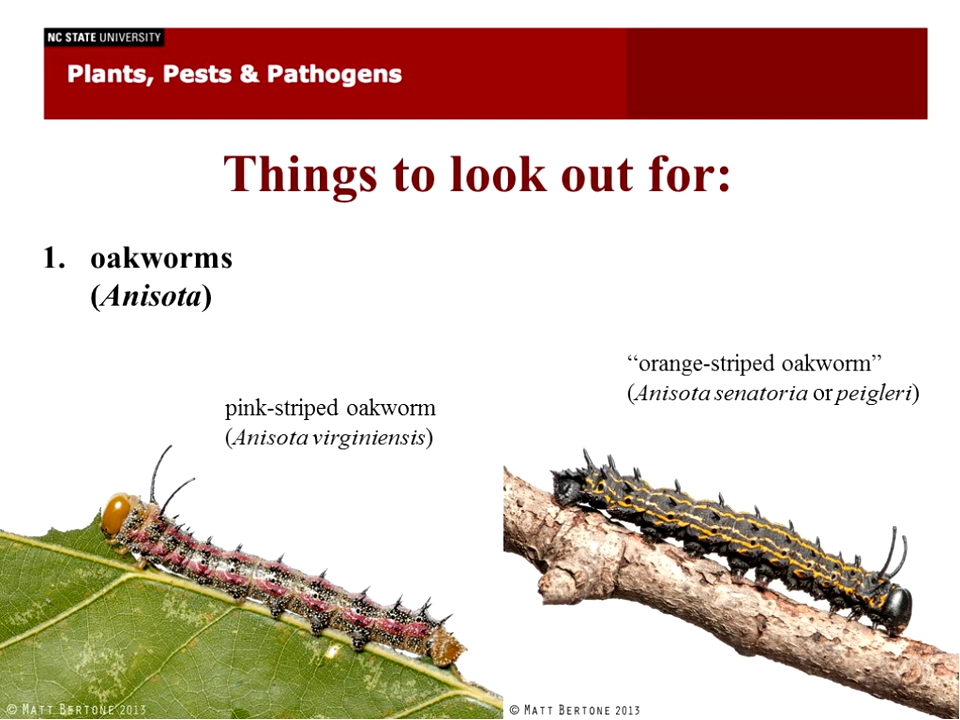 NC STATE UNIVERSITY
Plants, Pests & Pathogens
Things to look out for:
1. oakworms
(Anisota)
“orange-striped oakworm”
(Anisota senatoria or peigleri)
pink-striped oakworm
(Anisota virginiensis)
© Matt Bertone 2013
© Matt Bertone 2013